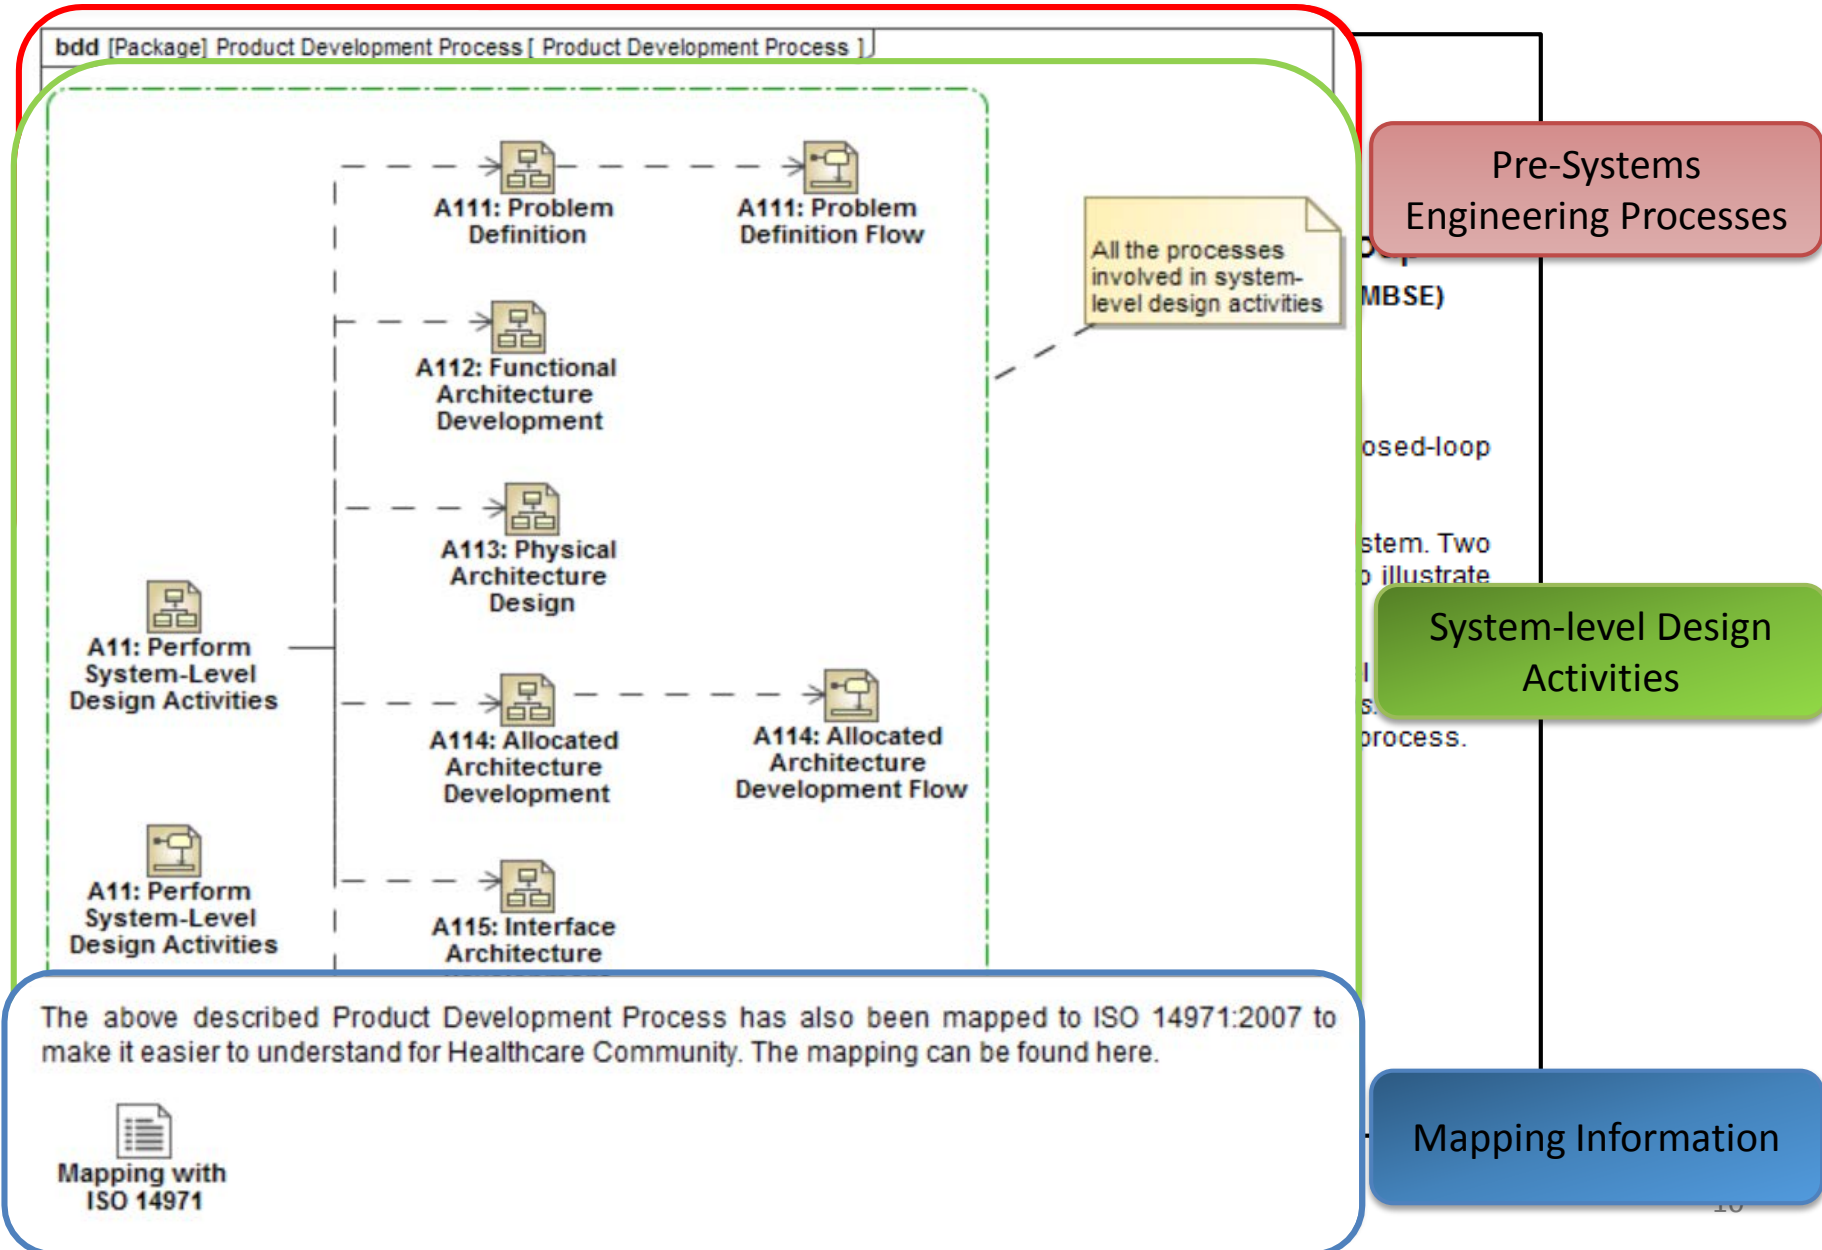 bdd [Package] Product Development Process [ Product Development Process ]
A111: Problem
Definition
A111: Problem
Definition Flow
All the processes
involved in system-
level design activities
Pre-Systems
Engineering Processes
MBSE)
A112: Functional
Architecture
Development
osed-loop
A113: Physical
Architecture
Design
stem. Two
illustrate
A11: Perform
System-Level
Design Activities
System-level Design
Activities
A114: Allocated
Architecture
Development
A114: Allocated
Architecture
Development Flow
process.
A11: Perform
System-Level
Design Activities
A115: Interface
Architecture
The above described Product Development Process has also been mapped to ISO 14971:2007 to
make it easier to understand for Healthcare Community. The mapping can be found here.
Mapping with
ISO 14971
Mapping Information